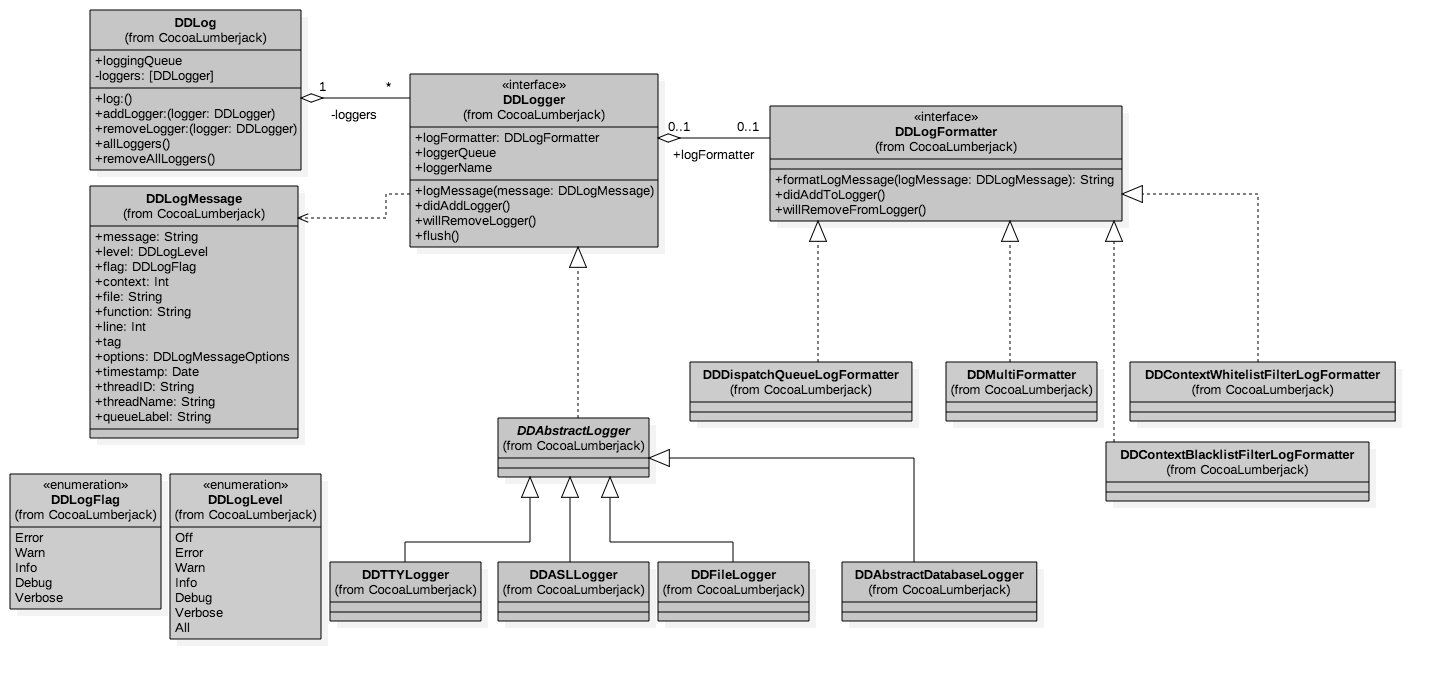 DDLog
(from CocoaLumberjack)
+loggingQueue
-loggers: [DDLogger]
+log:()
+addLogger:(logger: DDLogger)
+removeLogger:(logger: DDLogger)
+allLoggers()
+removeAllLoggers()
1
*
-loggers
«interface»
DDLogger
(from CocoaLumberjack)
+logFormatter: DDLogFormatter
+loggerQueue
+loggerName
+logMessage(message: DDLogMessage)
+didAddLogger()
+willRemoveLogger()
+flush()
0..1
0..1
+logFormatter
«interface»
DDLogFormatter
(from CocoaLumberjack)
+formatLogMessage(logMessage: DDLogMessage): String
+didAddToLogger()
+willRemoveFromLogger()
DDLogMessage
(from CocoaLumberjack)
+message: String
+level: DDLogLevel
+flag: DDLogFlag
+context: Int
+file: String
+function: String
+line: Int
+tag
+options: DDLogMessageOptions
+timestamp: Date
+threadID: String
+threadName: String
+queueLabel: String
DDDispatchQueueLogFormatter
(from CocoaLumberjack)
DDMultiFormatter
(from CocoaLumberjack)
DDContextWhitelistFilterLogFormatter
(from CocoaLumberjack)
DDAbstractLogger
(from CocoaLumberjack)
DDContextBlacklistFilterLogFormatter
(from CocoaLumberjack)
«enumeration»
DDLogFlag
(from CocoaLumberjack)
Error
Warn
Info
Debug
Verbose
«enumeration»
DDLogLevel
(from CocoaLumberjack)
Off
Error
Warn
Info
Debug
Verbose
All
DDTTYLogger
(from CocoaLumberjack)
DDASLLogger
(from CocoaLumberjack)
DDFileLogger
(from CocoaLumberjack)
DDAbstractDatabaseLogger
(from CocoaLumberjack)